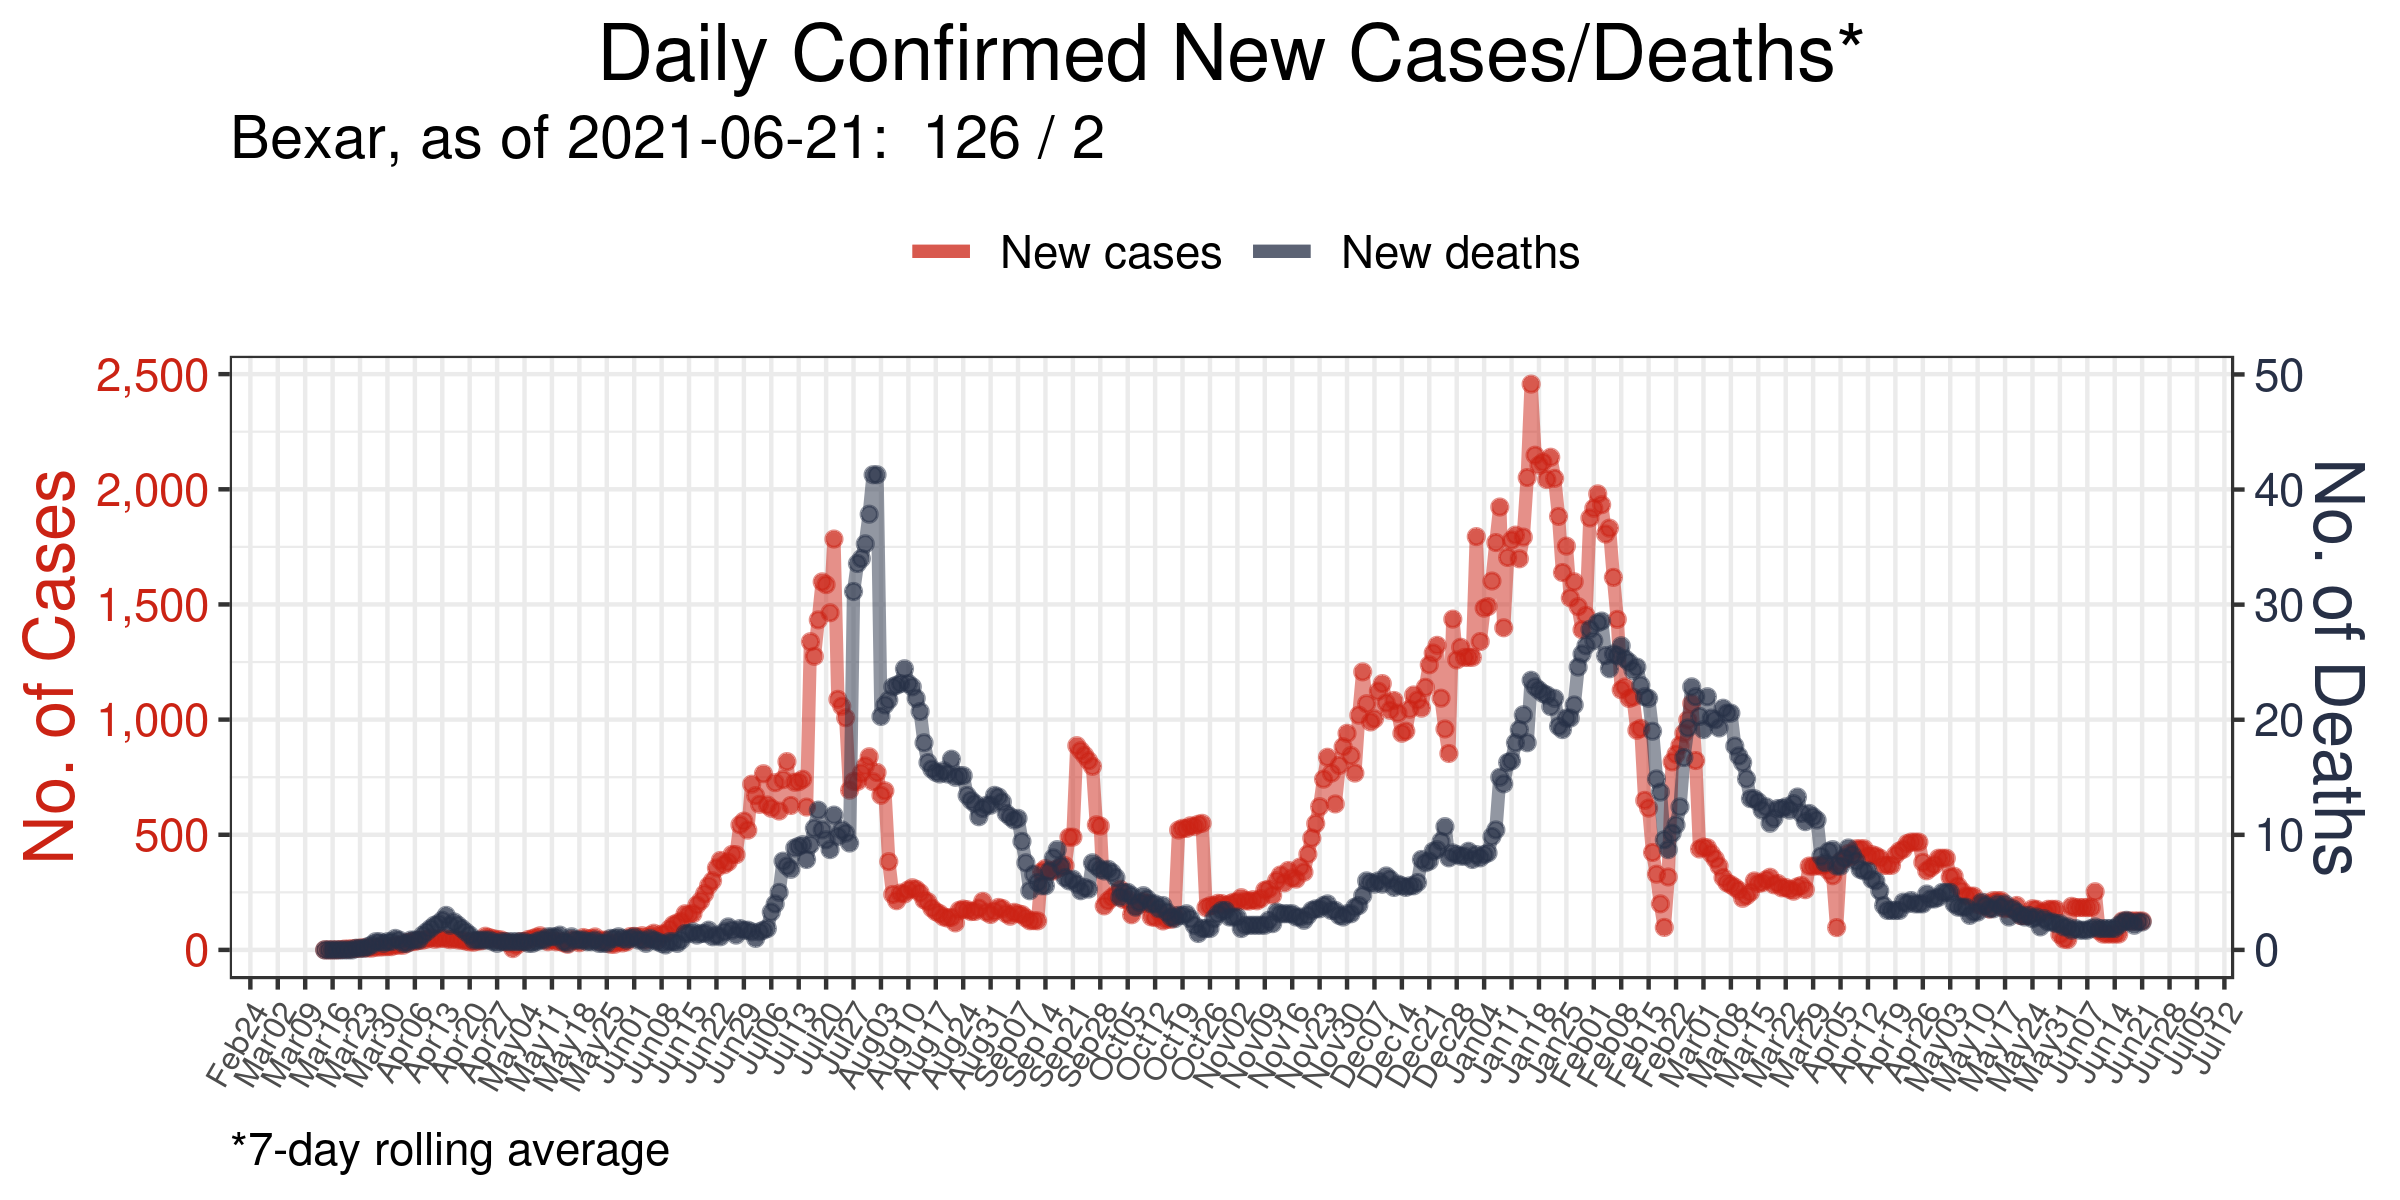 Daily Confirmed New Cases/Deaths*
Bexar, as of 2021-06-21:  126 / 2
New cases
New deaths
No. of Cases
2,500
2,000
1,500
1,000
500
0
50
40
30
20
10
0
No. of Deaths
Feb24
Mar02
Mar09
Mar16
Mar23
Mar30
Apr06
Apr13
Apr20
Apr27
May04
May11
May18
May25
Jun01
Jun08
Jun15
Jun22
Jun29
Jul06
Jul13
Jul20
Jul27
Aug03
Aug10
Aug17
Aug24
Aug31
Sep07
Sep14
Sep21
Sep28
Oct05
Oct12
Oct19
Oct26
Nov02
Nov09
Nov16
Nov23
Nov30
Dec07
Dec14
Dec21
Dec28
Jan04
Jan11
Jan18
Jan25
Feb01
Feb08
Feb15
Feb22
Mar01
Mar08
Mar15
Mar22
Mar29
Apr05
Apr12
Apr19
Apr26
May03
May10
May17
May24
May31
Jun07
Jun14
Jun21
Jun28
Jul05
Jul12
*7-day rolling average